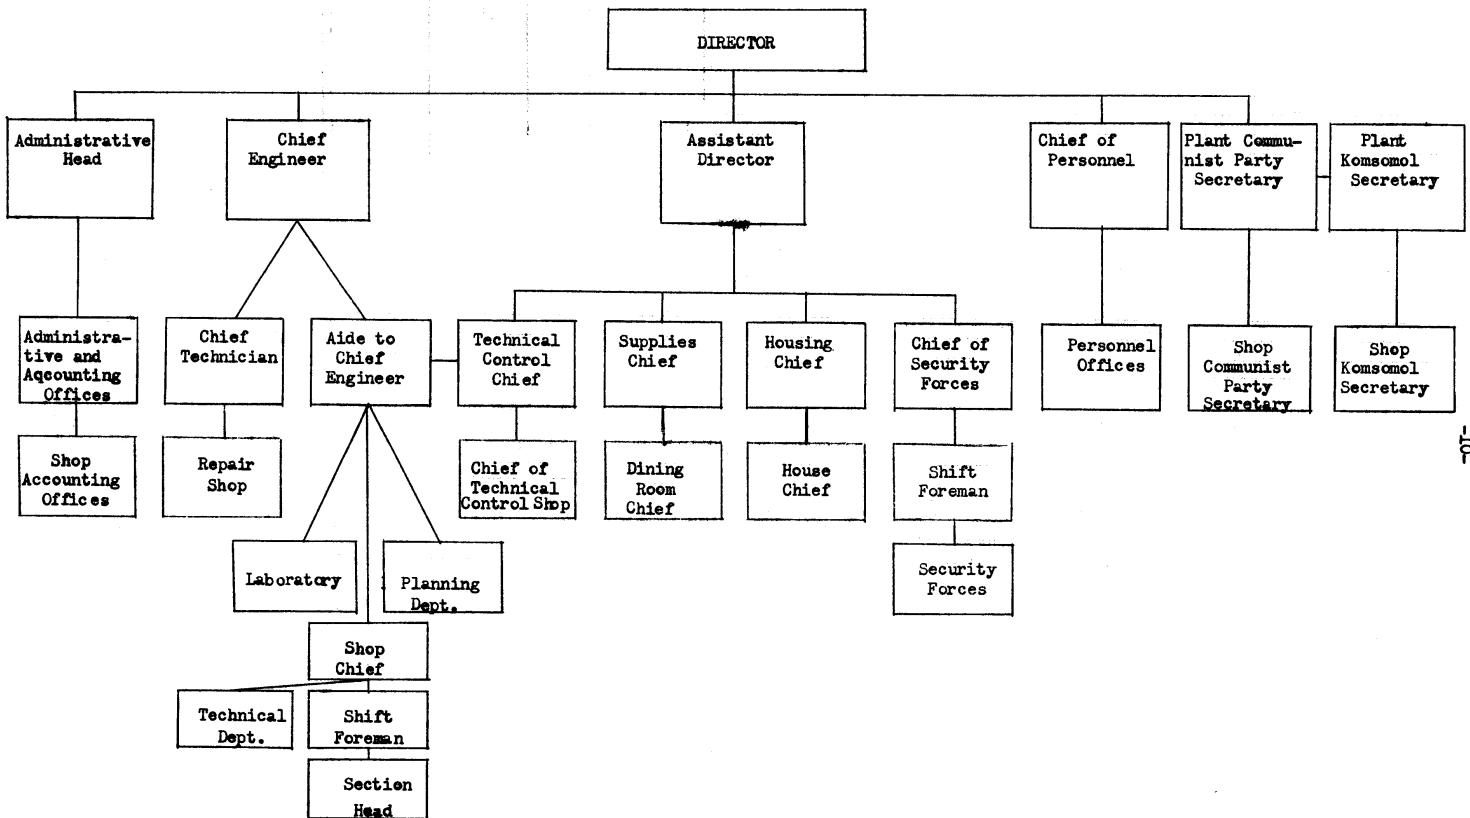 DIRECTOR
Administrative
Head
Chief
Engineer
Assistant
Director
Chief of
Personnel
Plant Commu-
nist Party
Secretary
Plant
Komsomol
Secretary
Administra-
tive and
Aqcounting
Offices
Chief
Technician
Aide to
Chief
Engineer
Technical
Control
Chief
Supplies
Chief
Housing
Chief
Chief of
Security
Forces
Personnel
Offices
Shop
Communist
Party
Secretary
Shop
Komsomol
Secretary
Shop
Accounting
Offices
Repair
Shop
Chief of
Technical
Control Shop
Dining
Room
Chief
House
Chief
Shift
Foreman
-10-
Laboratory
Planning
Dept.
Security
Forces
Shop
Chief
Technical
Dept.
Shift
Foreman
Section
Head